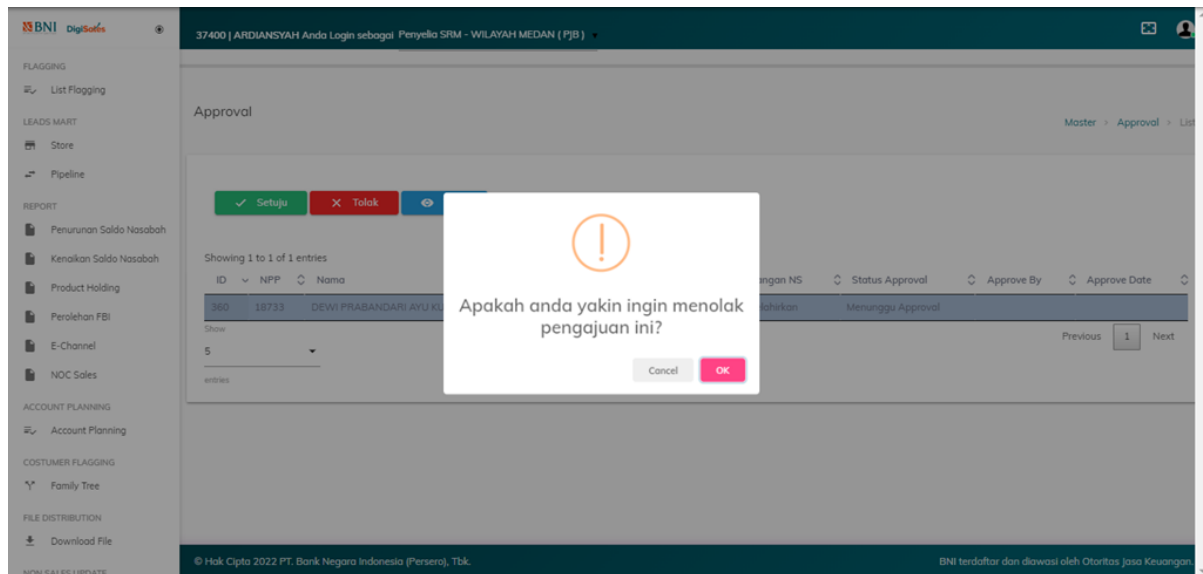 BNI DigiSales
37400 | ARDIANSYAH Anda Login sebagai Penyelia SRM - WILAYAH MEDAN ( PJB )
FLAGGING
List Flagging
LEADS MART
Store
Pipeline
REPORT
Penurunan Saldo Nasabah
Kenaikan Saldo Nasabah
Product Holding
Perolehan FBI
E-Channel
NOC Sales
ACCOUNT PLANNING
Account Planning
COSTUMER FLAGGING
Family Tree
FILE DISTRIBUTION
Download File
NON SALES UPDATE
Approval
Master > Approval > List
Setuju Tolak
Showing 1 to 1 of 1 entries
ID NPP Nama NS Status Approval Approve By Approve Date
360 18733 DEWI PRABANDARI AYU Menunggu Approval
Show
5
entries
Previous 1 Next
Apakah anda yakin ingin menolak
pengajuan ini?
Cancel OK
© Hak Cipta 2022 PT. Bank Negara Indonesia (Persero), Tbk.
BNI terdaftar dan diawasi oleh Otoritas Jasa Keuangan.